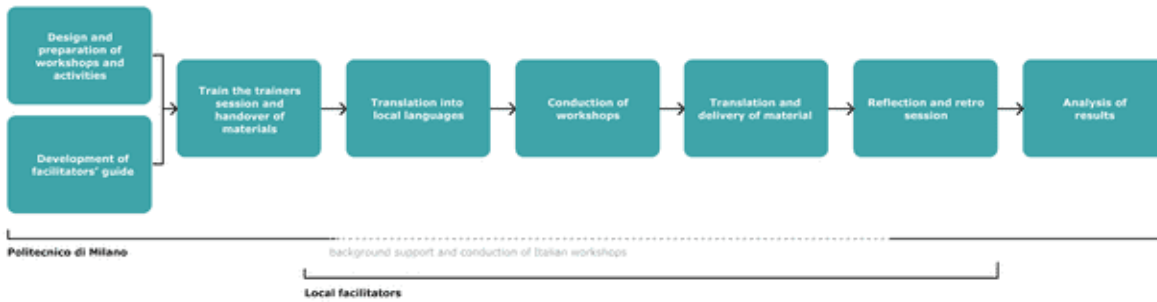 Design and
preparation of
workshops and
activities
Development of
facilitators' guide
Train the trainers
session and
handover of
materials
Translation into
local languages
Conduction of
workshops
Translation and
delivery of material
Reflection and retro
session
Analysis of
results
Politecnico di Milano
background support and conduction of Italian workshops
Local facilitators